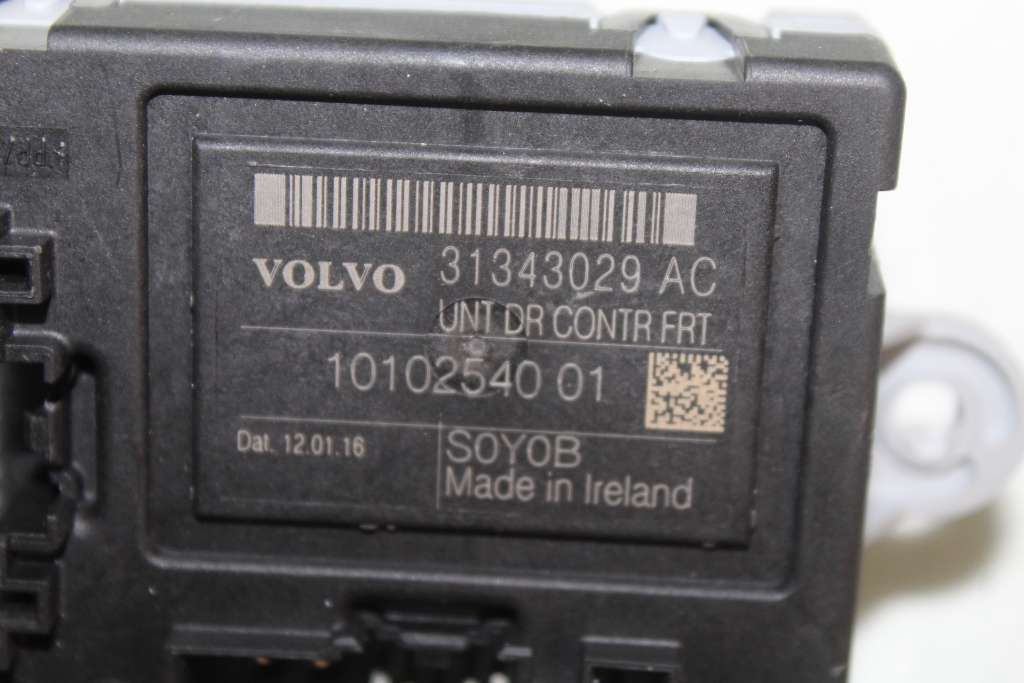 VOLVO 31343029 AC
UNT DR CONTR FRT
10102540 01
Dat. 12.01.16
S0Y0B
Made in Ireland